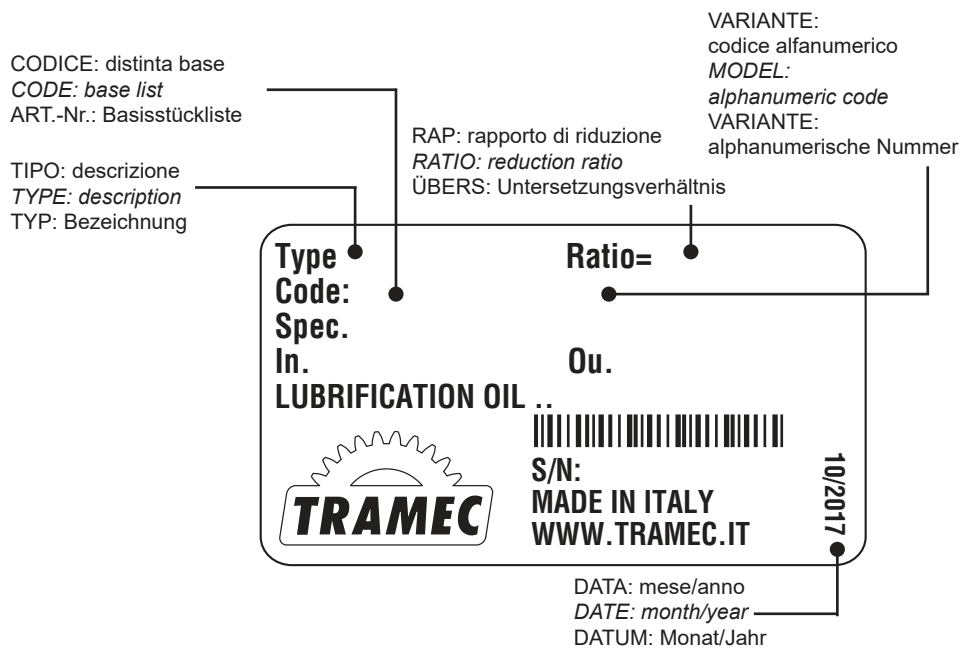 VARIANTE:
codice alfanumerico
MODEL:
alphanumeric code
VARIANTE:
alphanumerische Nummer
CODICE: distinta base
CODE: base list
ART.-Nr.: Basisstückliste
RAP: rapporto di riduzione
RATIO: reduction ratio
ÜBERS: Untersetzungsverhältnis
TIPO: descrizione
TYPE: description
TYP: Bezeichnung
Type Ratio=
Code:
Spec.
In. Ou.
LUBRIFICATION OIL ..
TRAMEC
S/N:
MADE IN ITALY
WWW.TRAMEC.IT
10/2017
DATA: mese/anno
DATE: month/year
DATUM: Monat/Jahr